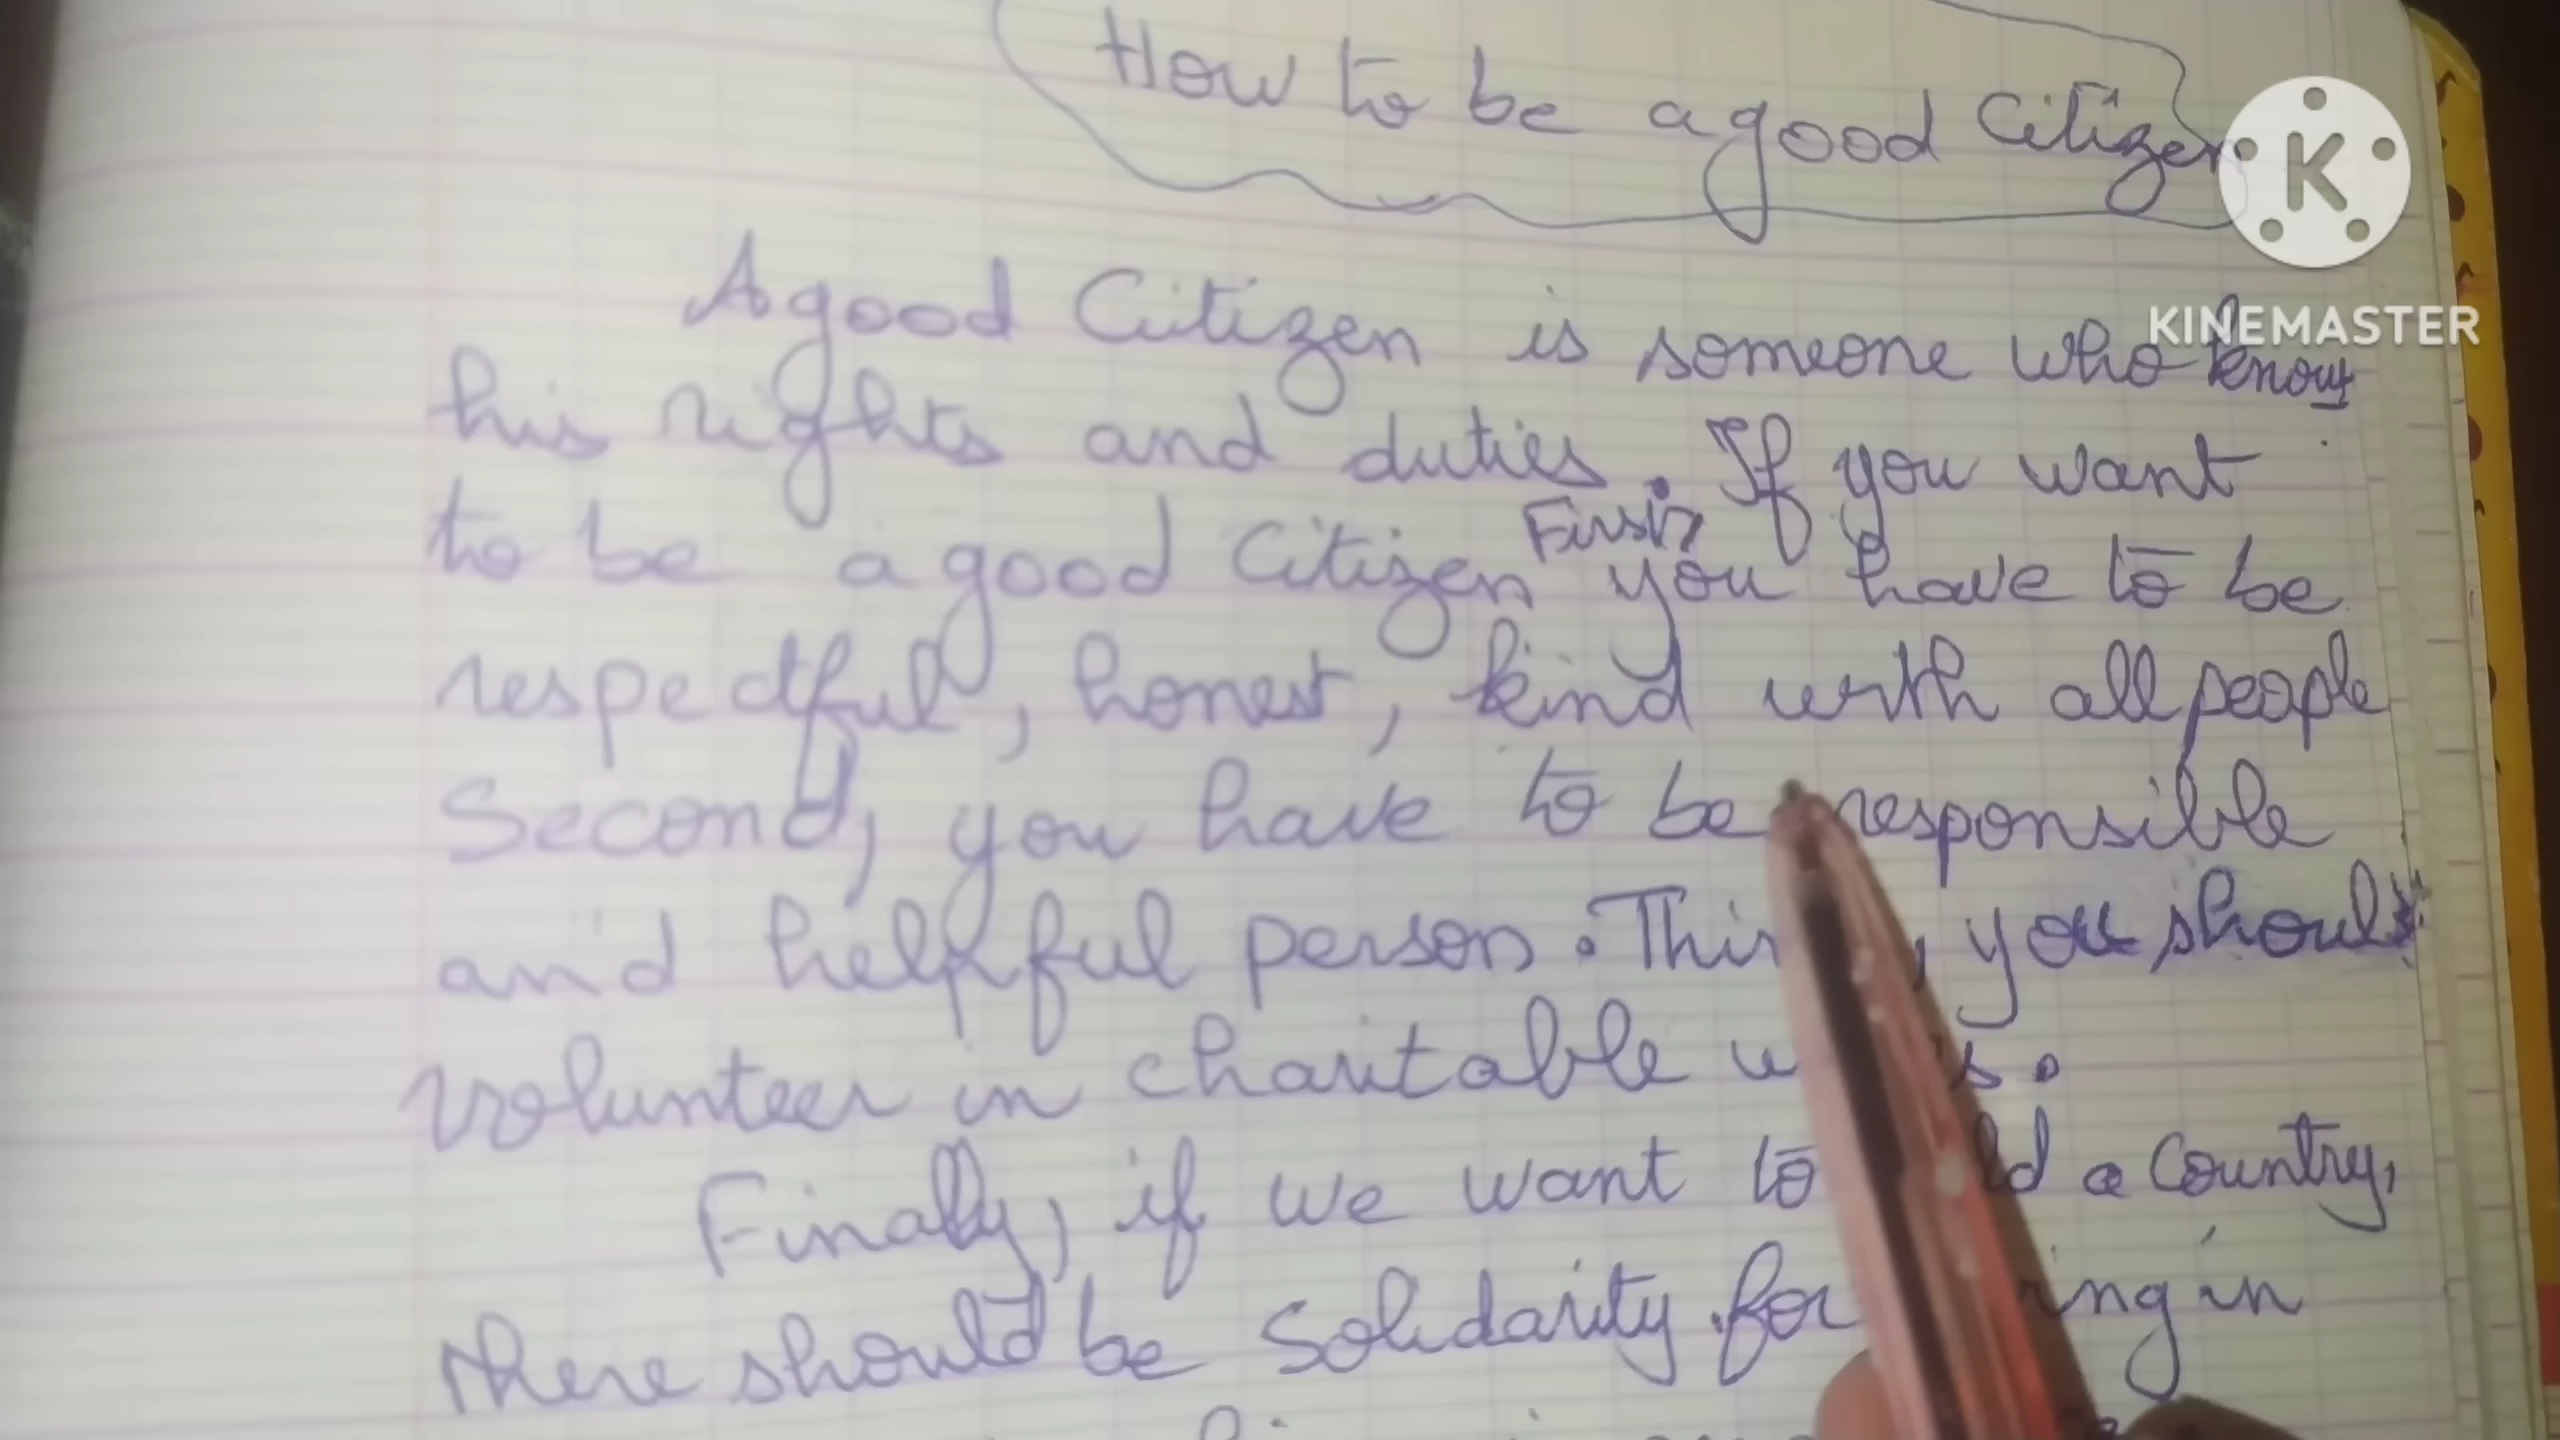 How to be a good Citizen
KINEMASTER
A good Citizen is someone who knows
his rights and duties. If you want
to be a good Citizen First, you have to be
respectful, honest, kind with all people
Second, you have to be responsible
and helpful person. you should
volunteer in charitable
Finally, if we want to a Country,
there should be Solidarity. for in